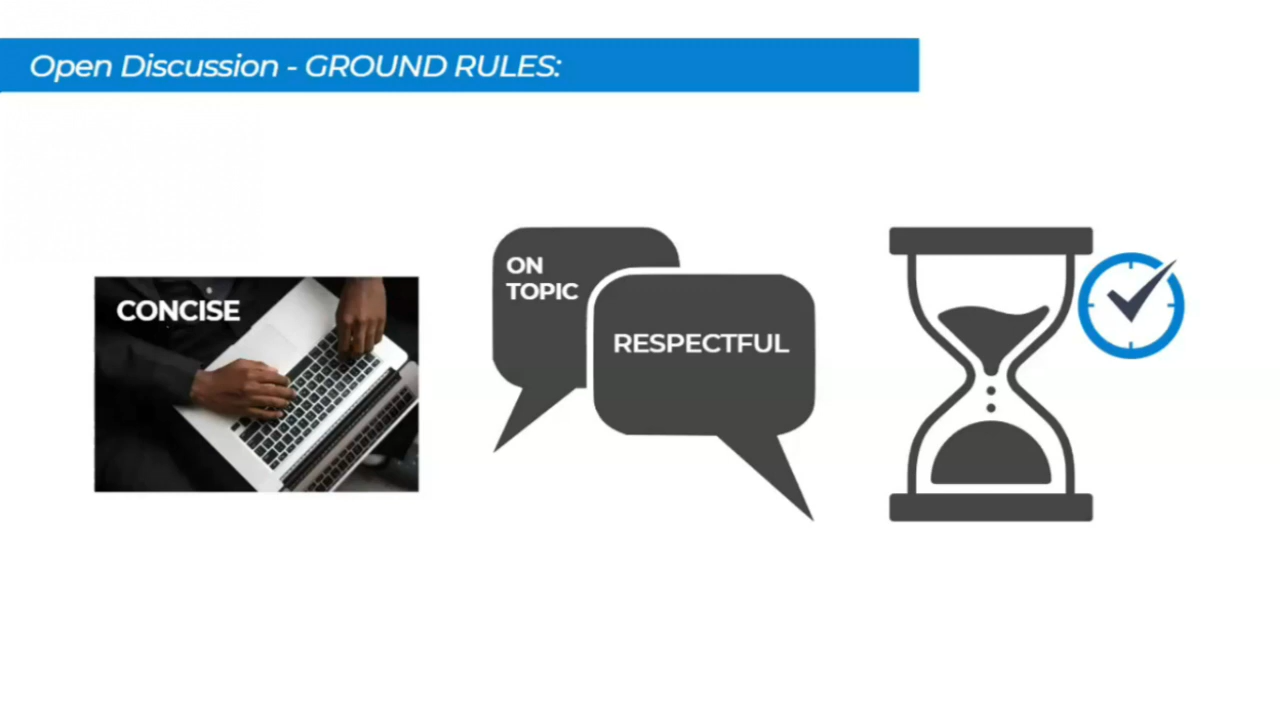 Open Discussion - GROUND RULES:
CONCISE
ON
TOPIC
RESPECTFUL